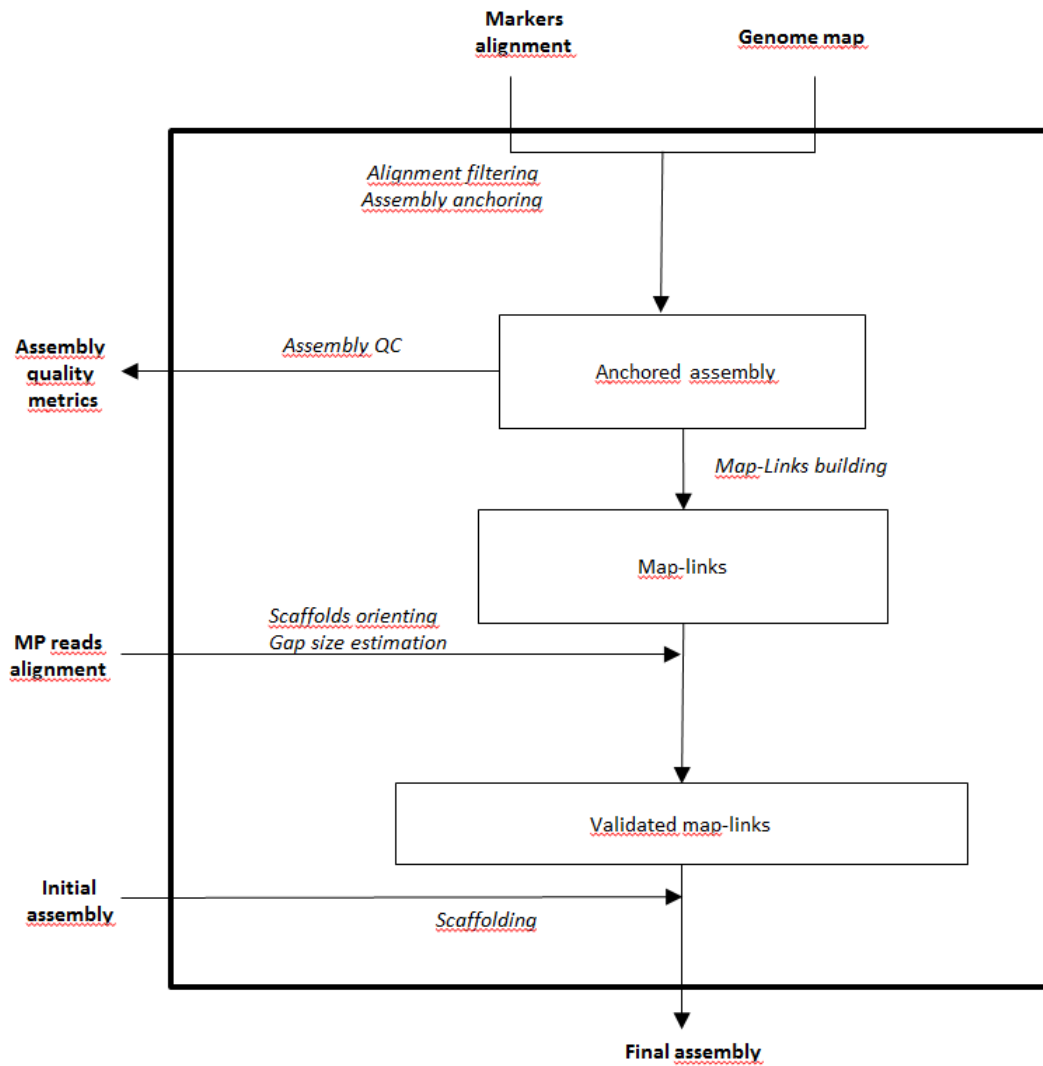 Markers
alignment
Genome map
Alignment filtering
Assembly anchoring
Assembly
quality
metrics
Assembly QC
Anchored assembly
Map-Links building
Map-links
Scaffolds orienting
Gap size estimation
MP reads
alignment
Validated map-links
Initial
assembly
Scaffolding
Final assembly